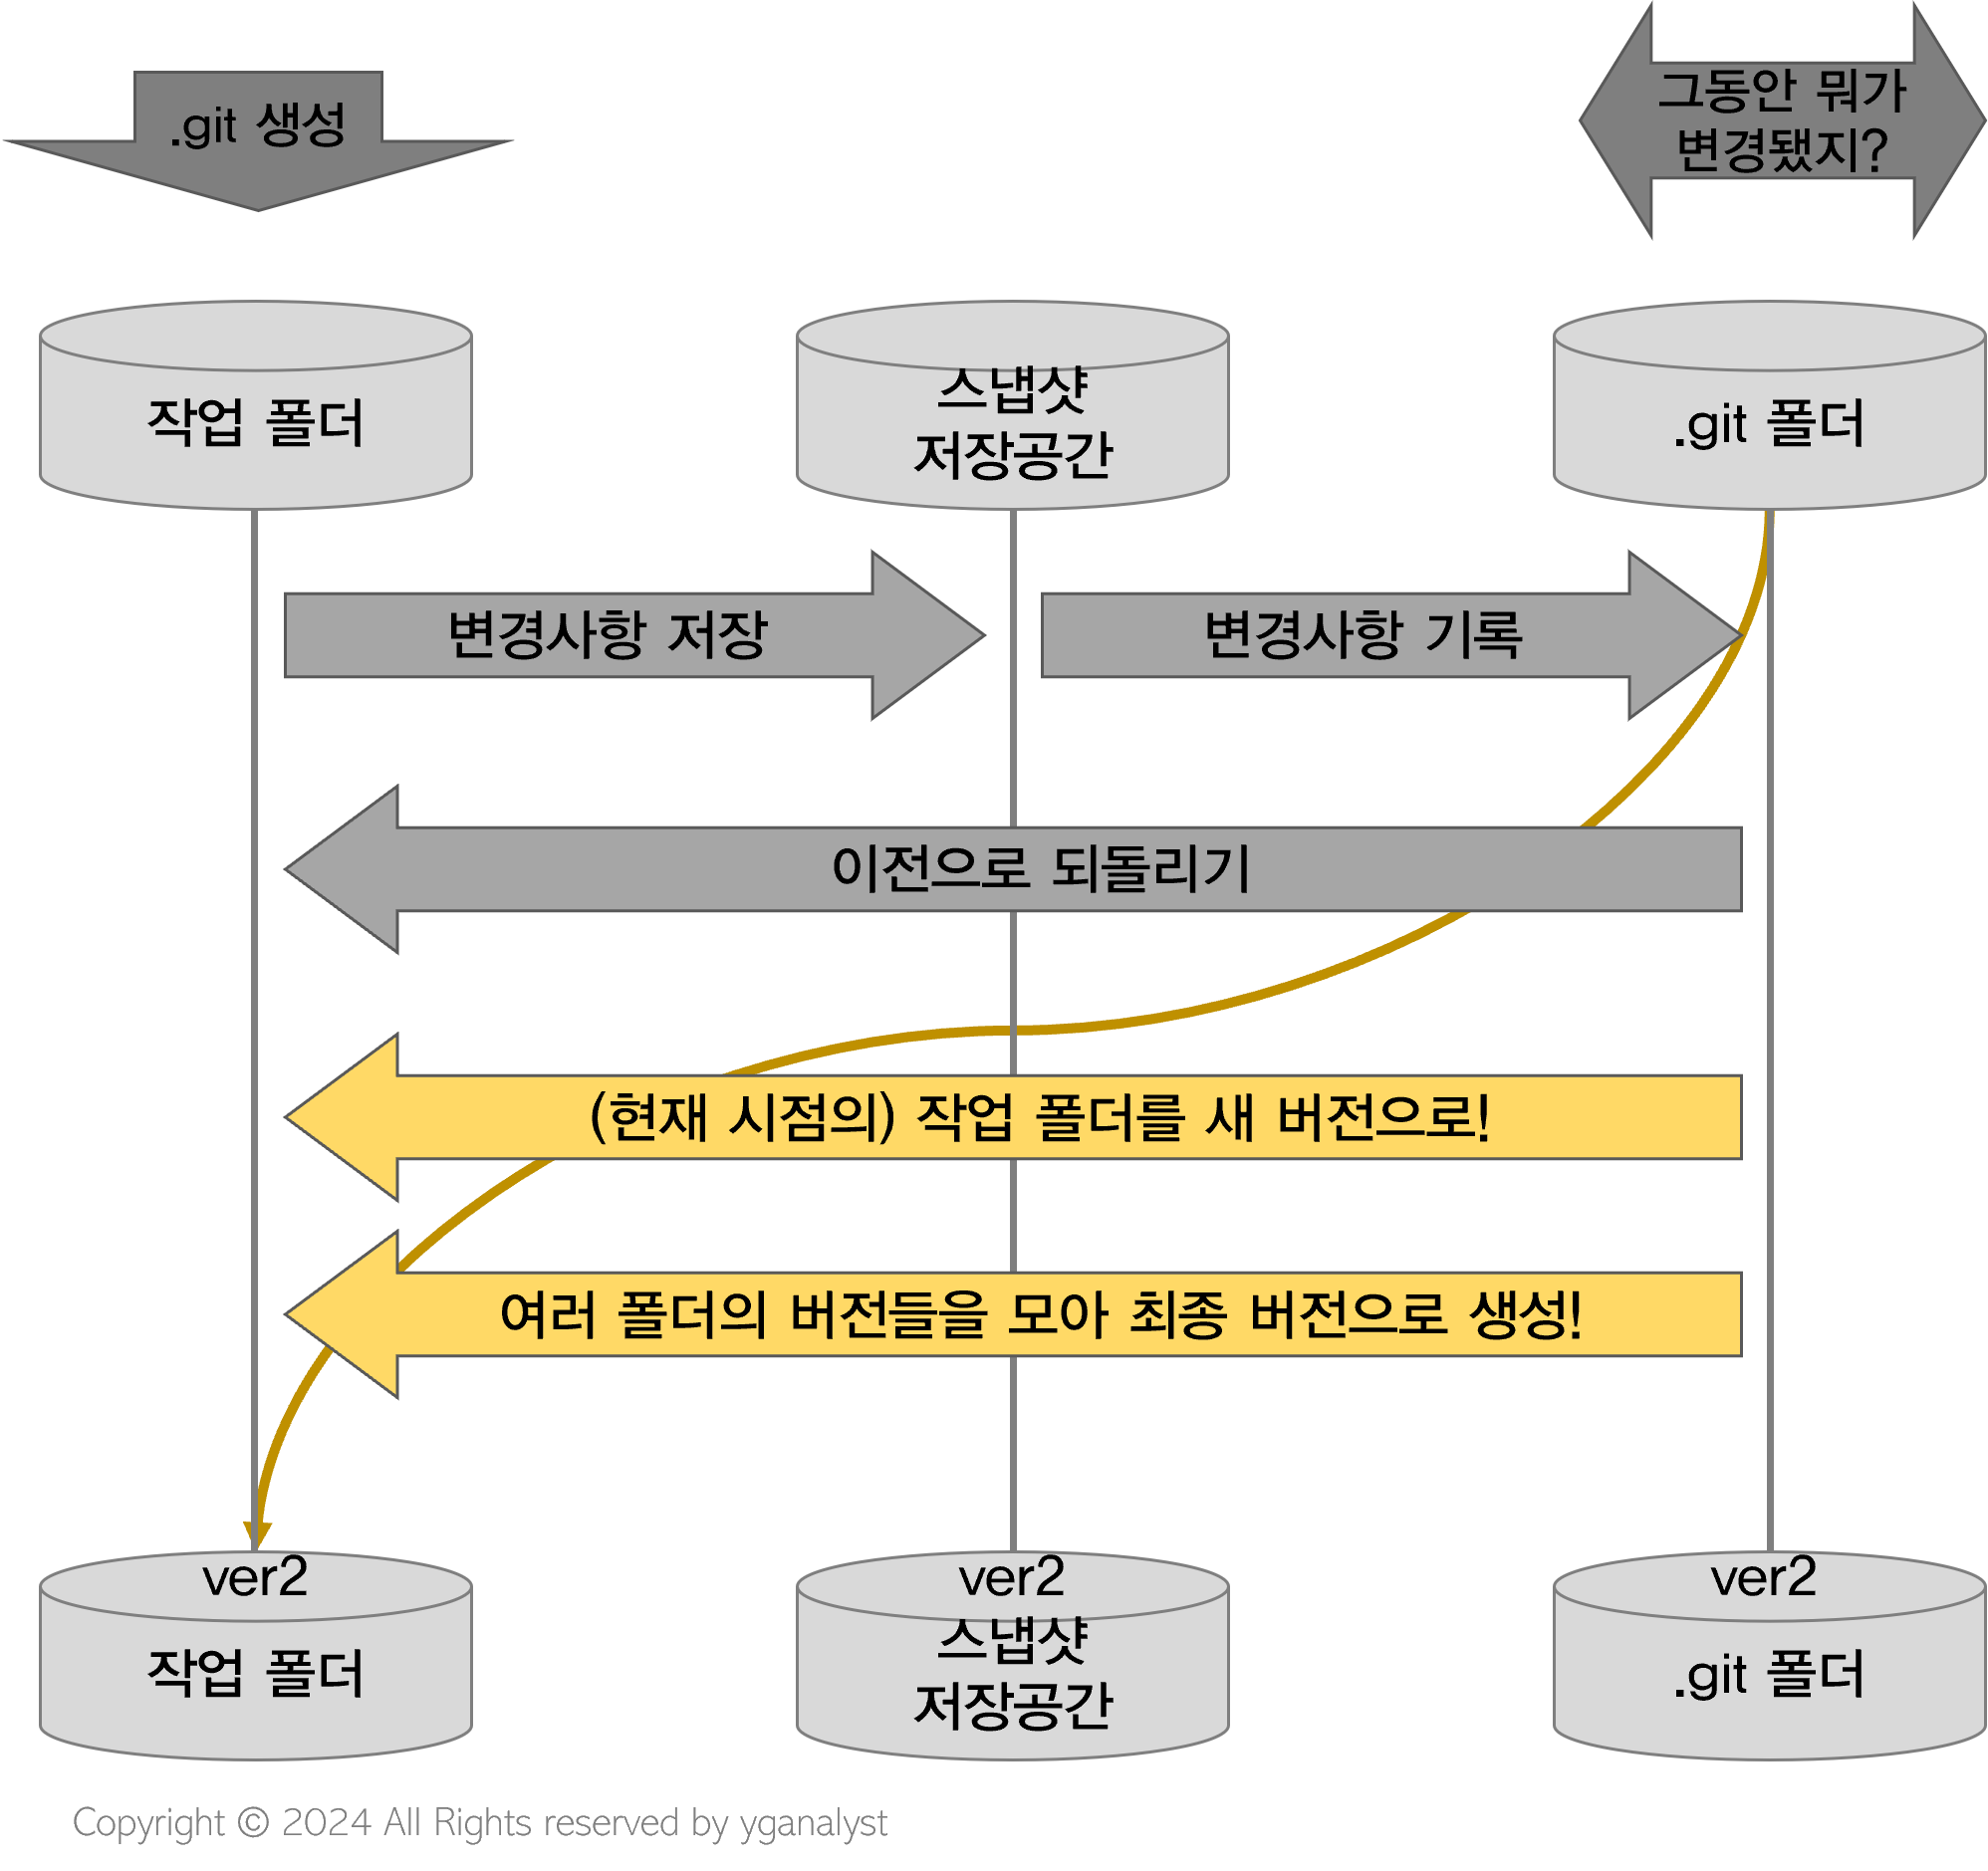 .git 생성
그동안 뭐가
변경됐지?
작업 폴더
스냅샷
저장공간
.git 폴더
변경사항 저장
변경사항 기록
이전으로 되돌리기
(현재 시점의) 작업 폴더를 새 버전으로!
여러 폴더의 버전들을 모아 최종 버전으로 생성!
ver2
작업 폴더
ver2
스냅샷
저장공간
ver2
.git 폴더
Copyright © 2024 All Rights reserved by yganalyst